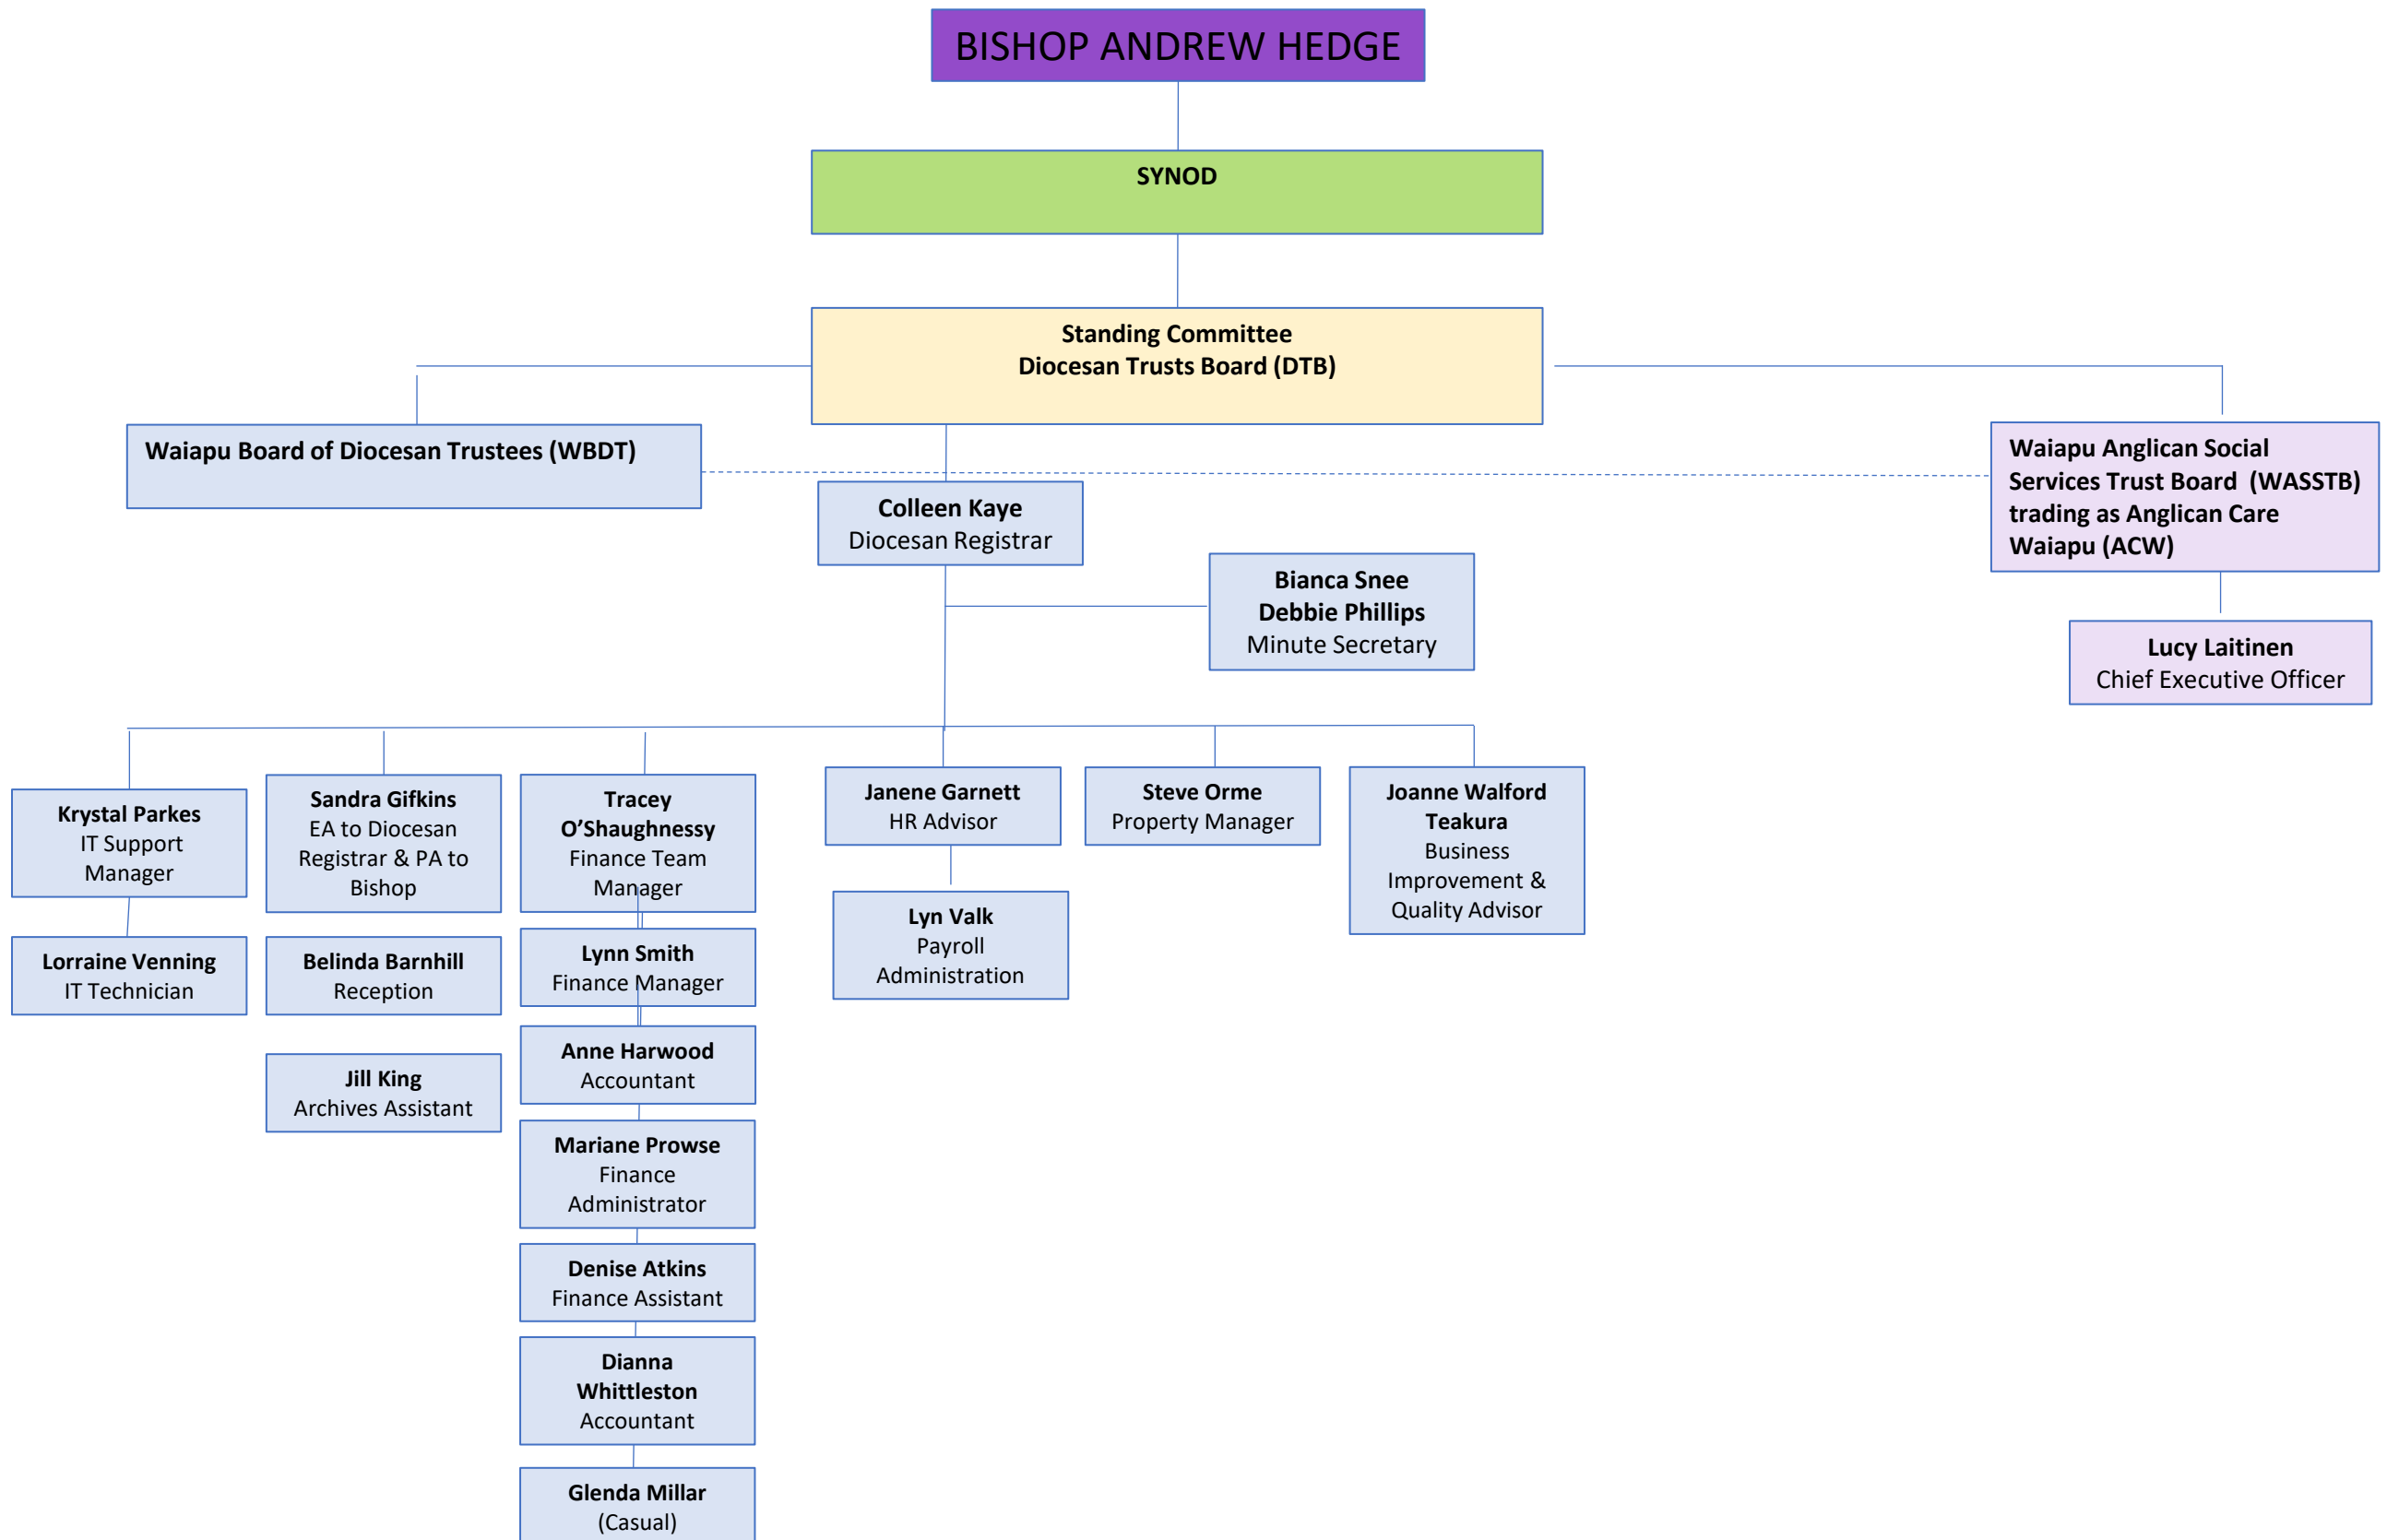 BISHOP ANDREW HEDGE
SYNOD
Standing Committee
Diocesan Trusts Board (DTB)
Waiapu Board of Diocesan Trustees (WBDT)
Waiapu Anglican Social
Services Trust Board (WASSTB)
trading as Anglican Care
Waiapu (ACW)
Colleen Kaye
Diocesan Registrar
Bianca Snee
Debbie Phillips
Minute Secretary
Lucy Laitinen
Chief Executive Officer
Krystal Parkes
IT Support
Manager
Lorraine Venning
IT Technician
Sandra Gifkins
EA to Diocesan
Registrar & PA to
Bishop
Belinda Barnhill
Reception
Jill King
Archives Assistant
Tracey
O’Shaughnessy
Finance Team
Manager
Lynn Smith
Finance Manager
Anne Harwood
Accountant
Mariane Prowse
Finance
Administrator
Denise Atkins
Finance Assistant
Dianna
Whittleston
Accountant
Glenda Millar
(Casual)
Janene Garnett
HR Advisor
Lyn Valk
Payroll
Administration
Steve Orme
Property Manager
Joanne Walford
Teakura
Business
Improvement &
Quality Advisor